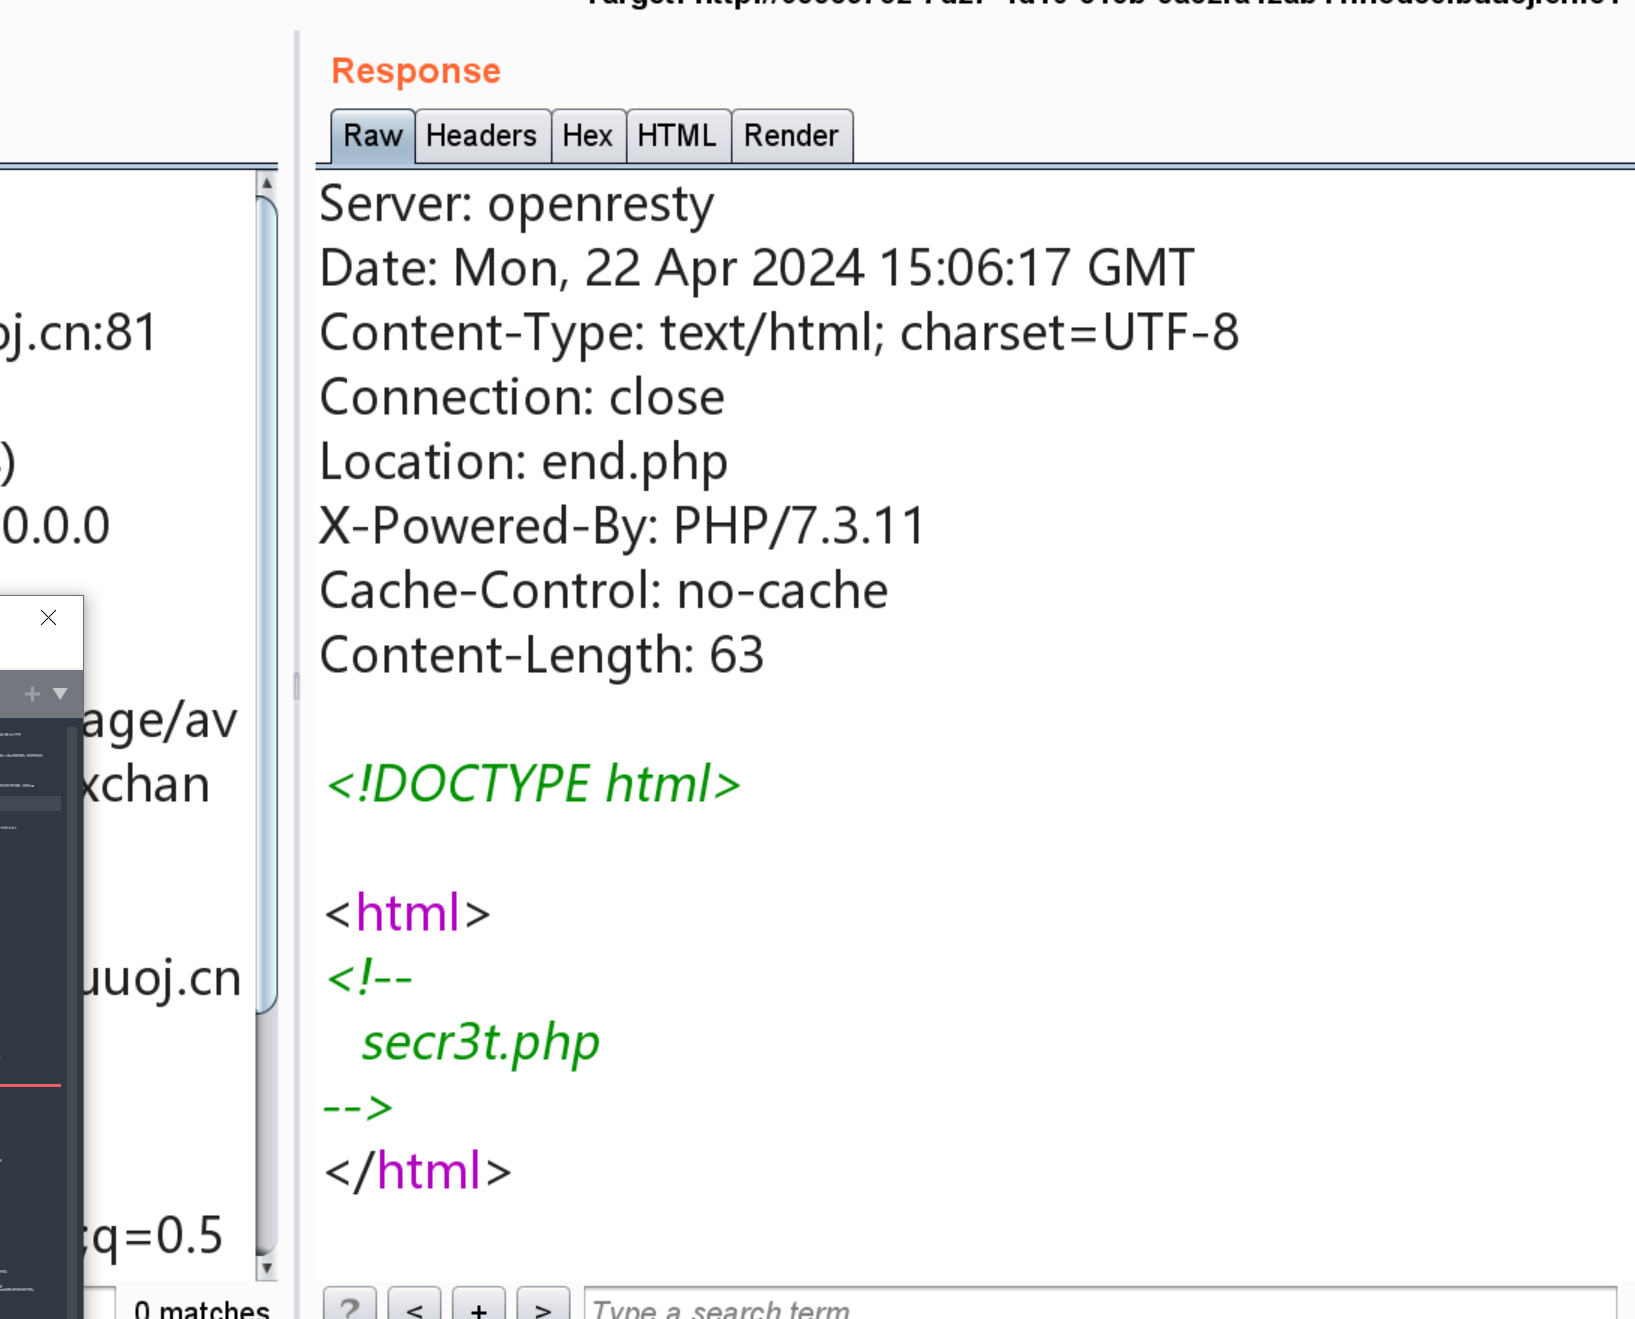 Response
Raw Headers Hex HTML Render
Server: openresty
Date: Mon, 22 Apr 2024 15:06:17 GMT
oj.cn:81
Content-Type: text/html; charset=UTF-8
Connection: close
)
Location: end.php
0.0.0
X-Powered-By: PHP/7.3.11
Cache-Control: no-cache
Content-Length: 63
age/av
xchan
<!DOCTYPE html>
<html>
uuoj.cn
<!--
secr3t.php
-->
</html>
;q=0.5
0 matches
? < + >
Type a search term